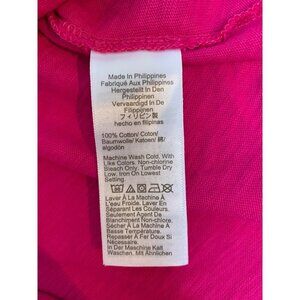 Made In Philippines
Fabriqué Aux Philippines
Hergestellt In Den
Philippinen
Vervaardigd In De
Filippijnen
フィリピン製
hecho en filipinas
100% Cotton/ Coton/
Baumwolle/ Katoen/ 綿/
algodón
Machine Wash Cold, With
Like Colors. Non-chlorine
Bleach Only. Tumble Dry
Low. Iron On Lowest
Setting.
Laver À La Machine À
L'eau Froide, Laver En
Séparant Les Couleurs.
Seulement Agent De
Blanchiment Non Chloré.
Sécher À La Machine À
Basse Température.
Repasser À Fer Doux Si
Nécessaire
In Der Maschine Kalt
Waschen, Mit Ähnlichen